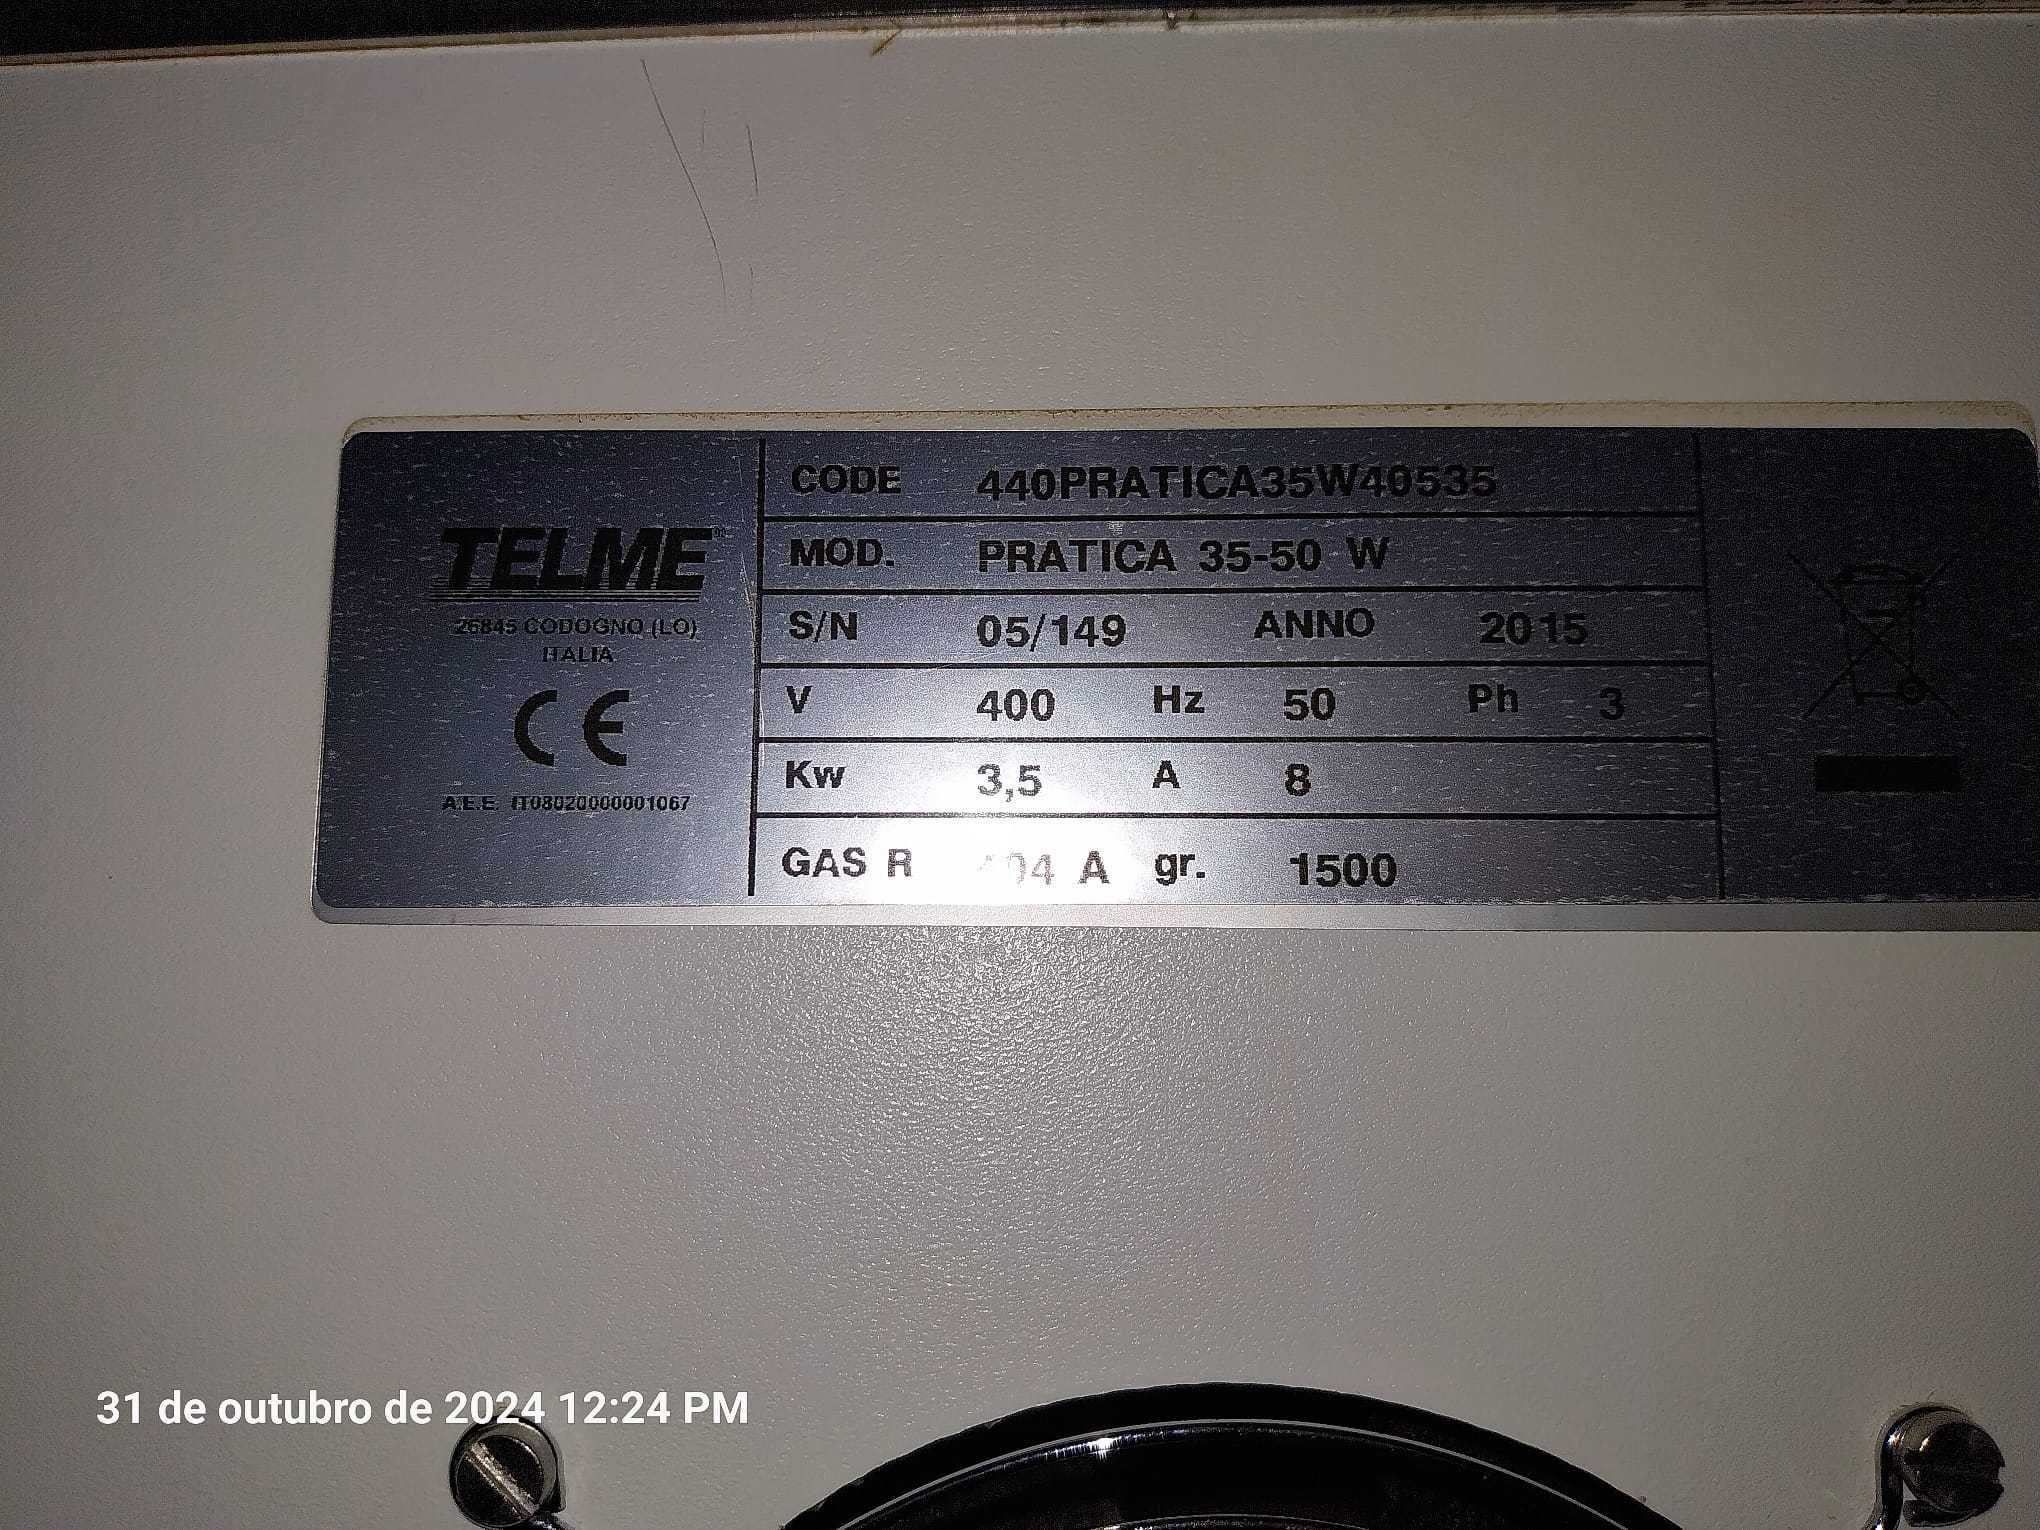 TELME
26845 CODOGNO (LO)
ITALIA
CE
A.E.E. IT08020000001067
CODE 440PRATICA35W40535
MOD. PRATICA 35-50 W
S/N 05/149 ANNO 2015
V 400 Hz 50 Ph 3
Kw 3,5 A 8
GAS R 404 A gr. 1500
31 de outubro de 2024 12:24 PM